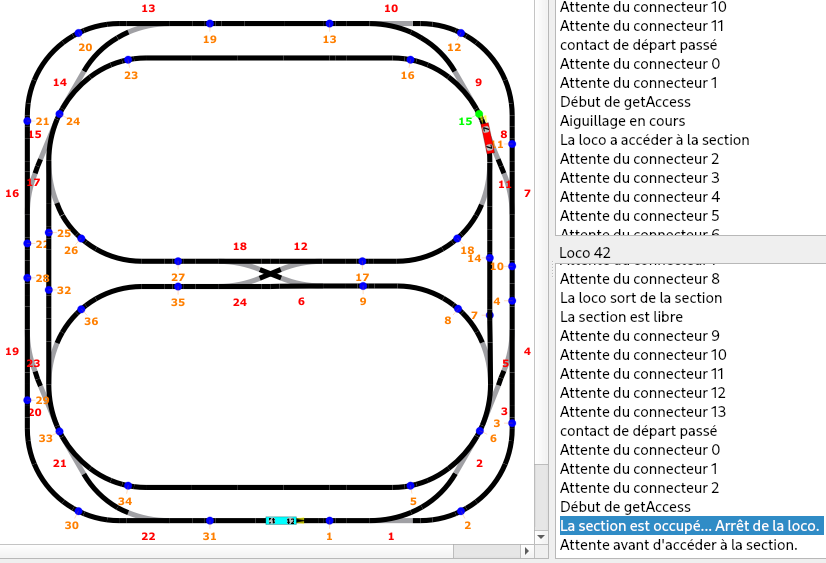 13
10
20
19
13
12
23
16
14
9
21
24
15
15
8
1
17
11
16
7
25
22
26
18
14
18
12
10
28
27
17
32
24
6
4
35
9
7
36
8
19
23
5
4
29
20
3
3
33
6
21
2
34
5
30
22
31
1
1
2
Attente du connecteur 10
Attente du connecteur 11
contact de départ passé
Attente du connecteur 0
Attente du connecteur 1
Début de getAccess
Aiguillage en cours
La loco a accéder à la section
Attente du connecteur 2
Attente du connecteur 3
Attente du connecteur 4
Attente du connecteur 5
Attente du connecteur 6
Loco 42
Attente du connecteur 8
La loco sort de la section
La section est libre
Attente du connecteur 9
Attente du connecteur 10
Attente du connecteur 11
Attente du connecteur 12
Attente du connecteur 13
contact de départ passé
Attente du connecteur 0
Attente du connecteur 1
Attente du connecteur 2
Début de getAccess
La section est occupé... Arrêt de la loco.
Attente avant d'accéder à la section.